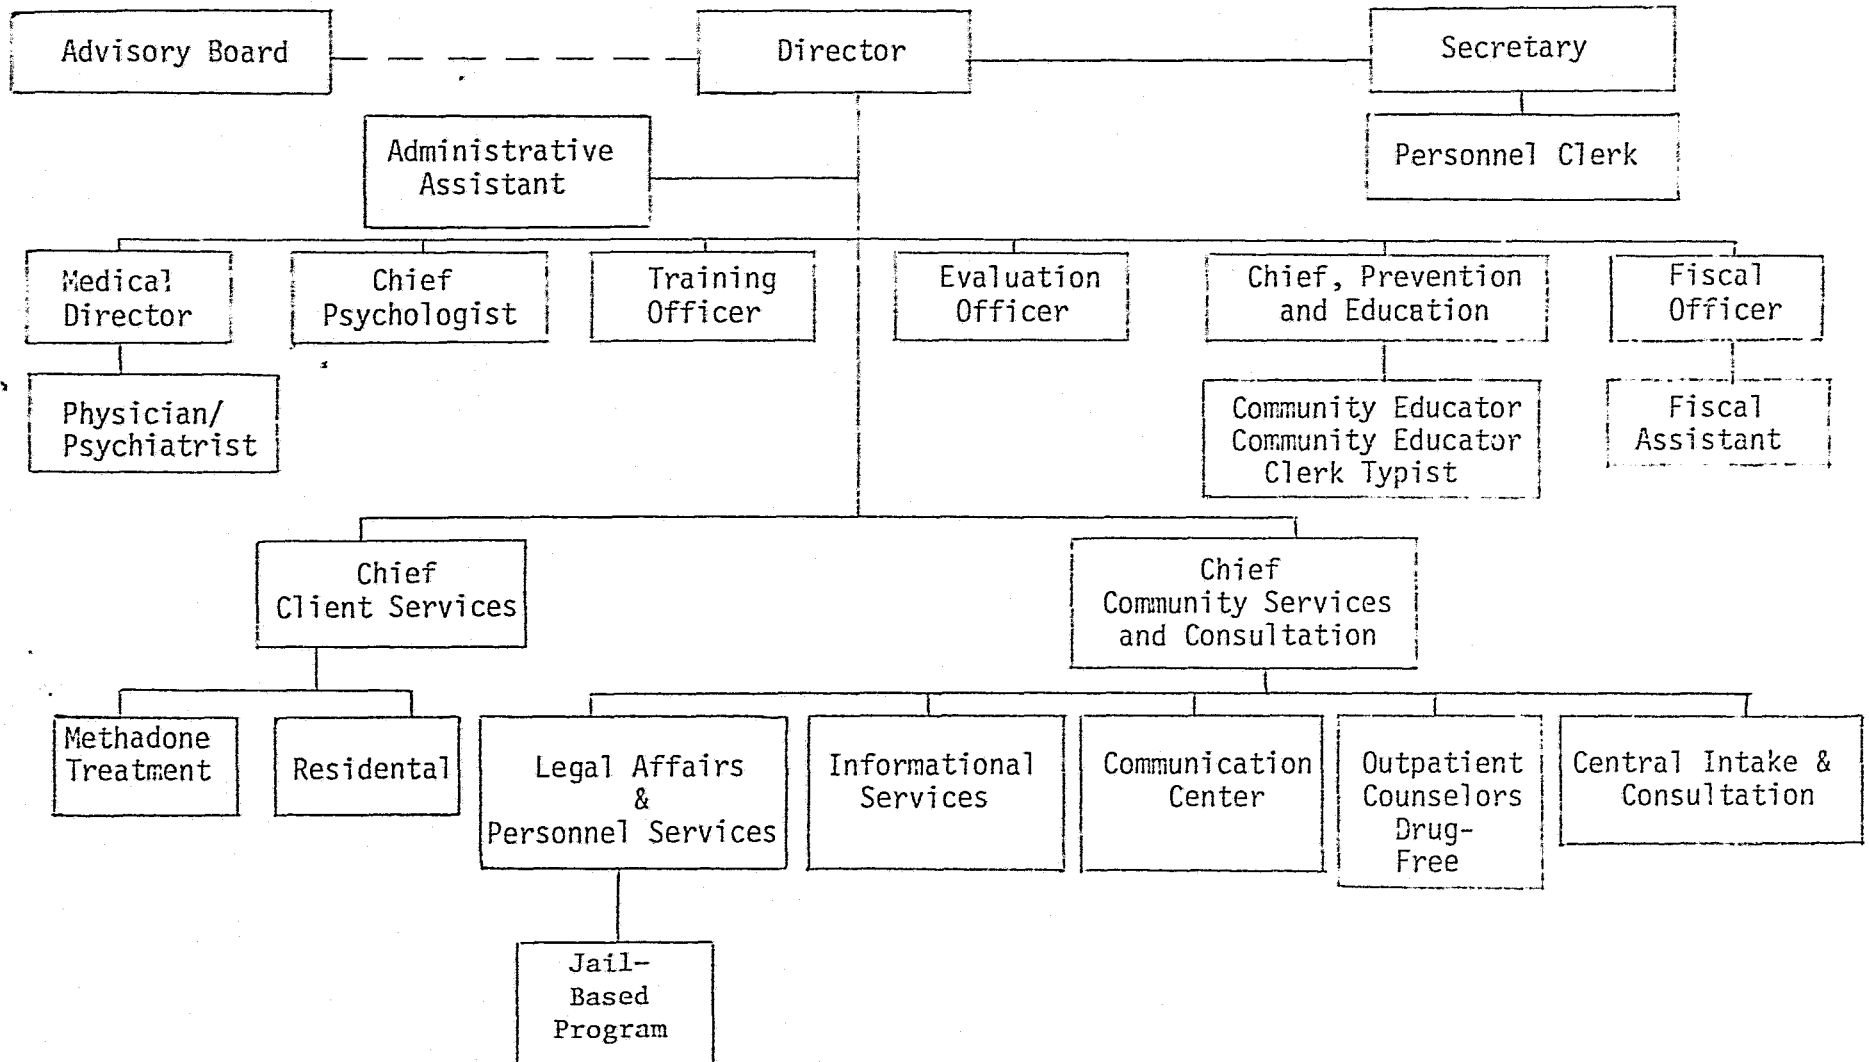 Advisory Board
Director
Secretary
Administrative
Assistant
Personnel Clerk
Medical
Director
Chief
Psychologist
Training
Officer
Evaluation
Officer
Chief, Prevention
and Education
Fiscal
Officer
Physician/
Psychiatrist
Community Educator
Community Educator
Clerk Typist
Fiscal
Assistant
Chief
Client Services
Chief
Community Services
and Consultation
Methadone
Treatment
Residental
Legal Affairs
&
Personnel Services
Informational
Services
Communication
Center
Outpatient
Counselors
Drug-
Free
Central Intake &
Consultation
Jail-
Based
Program